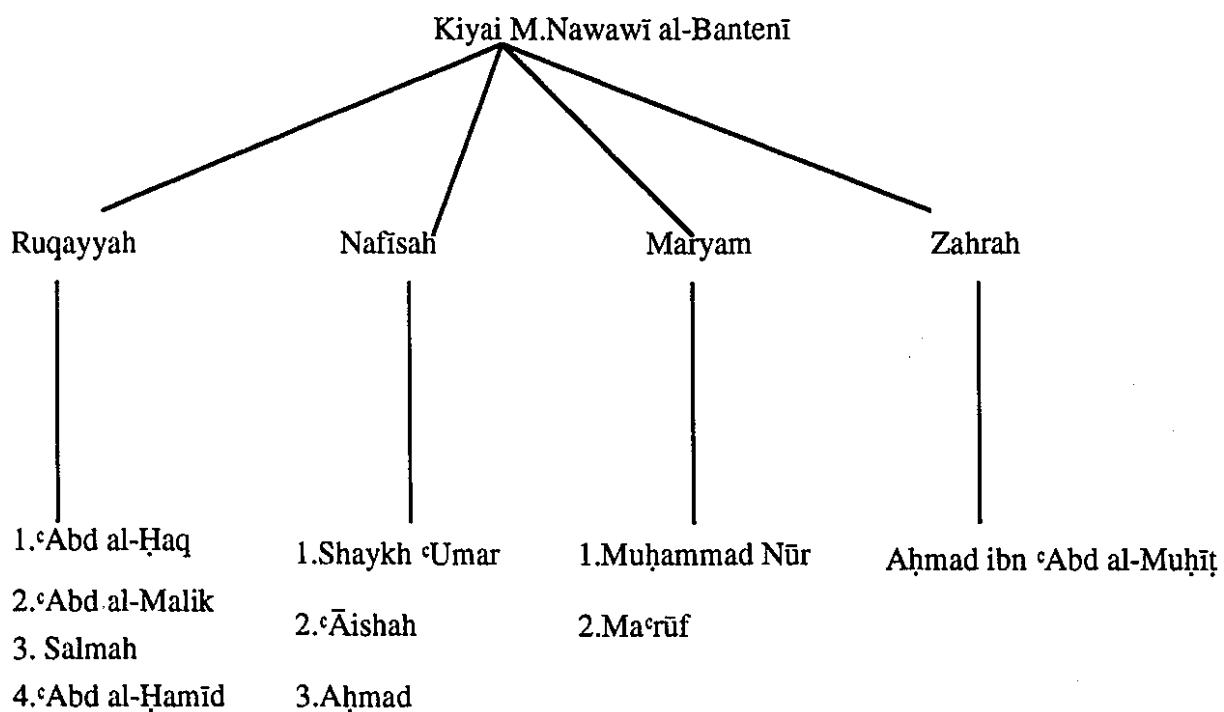 Kiyai M.Nawawī al-Bantenī
Ruqayyah
Nafīsah
Maryam
Zahrah
1.ᶜAbd al-Ḥaq
2.ᶜAbd al-Malik
3. Salmah
4.ᶜAbd al-Ḥamīd
1.Shaykh ᶜUmar
2.ᶜĀishah
3.Aḥmad
1.Muḥammad Nūr
2.Maᶜrūf
Aḥmad ibn ᶜAbd al-Muḥīṭ